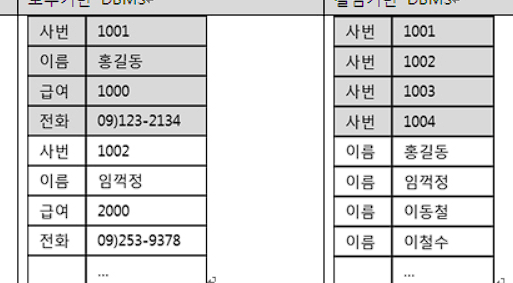 DBMS
사번 1001
이름 홍길동
급여 1000
전화 09)123-2134
사번 1002
이름 임꺽정
급여 2000
전화 09)253-9378
...
DBMS
사번 1001
사번 1002
사번 1003
사번 1004
이름 홍길동
이름 임꺽정
이름 이동철
이름 이철수
...